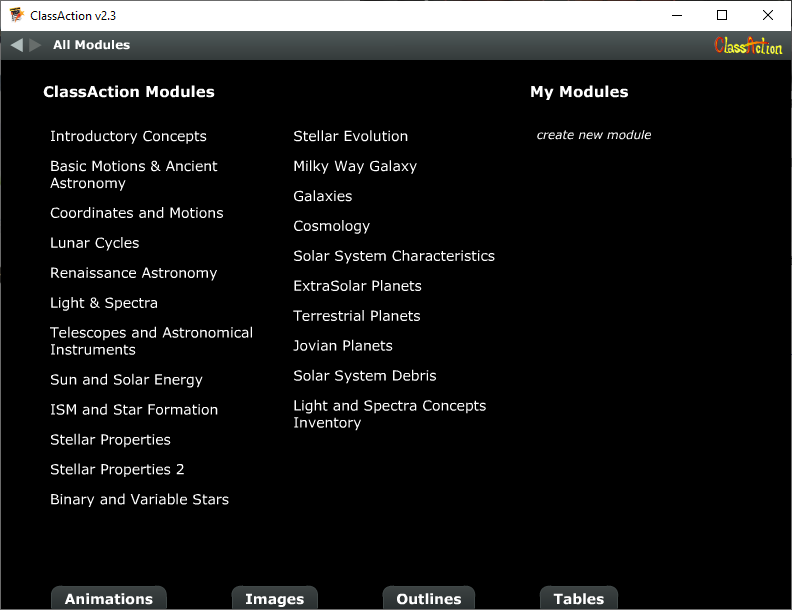 ClassAction v2.3
All Modules
ClassAction
ClassAction Modules
Introductory Concepts
Basic Motions & Ancient
Astronomy
Coordinates and Motions
Lunar Cycles
Renaissance Astronomy
Light & Spectra
Telescopes and Astronomical
Instruments
Sun and Solar Energy
ISM and Star Formation
Stellar Properties
Stellar Properties 2
Binary and Variable Stars
Stellar Evolution
Milky Way Galaxy
Galaxies
Cosmology
Solar System Characteristics
ExtraSolar Planets
Terrestrial Planets
Jovian Planets
Solar System Debris
Light and Spectra Concepts
Inventory
My Modules
create new module
Animations
Images
Outlines
Tables